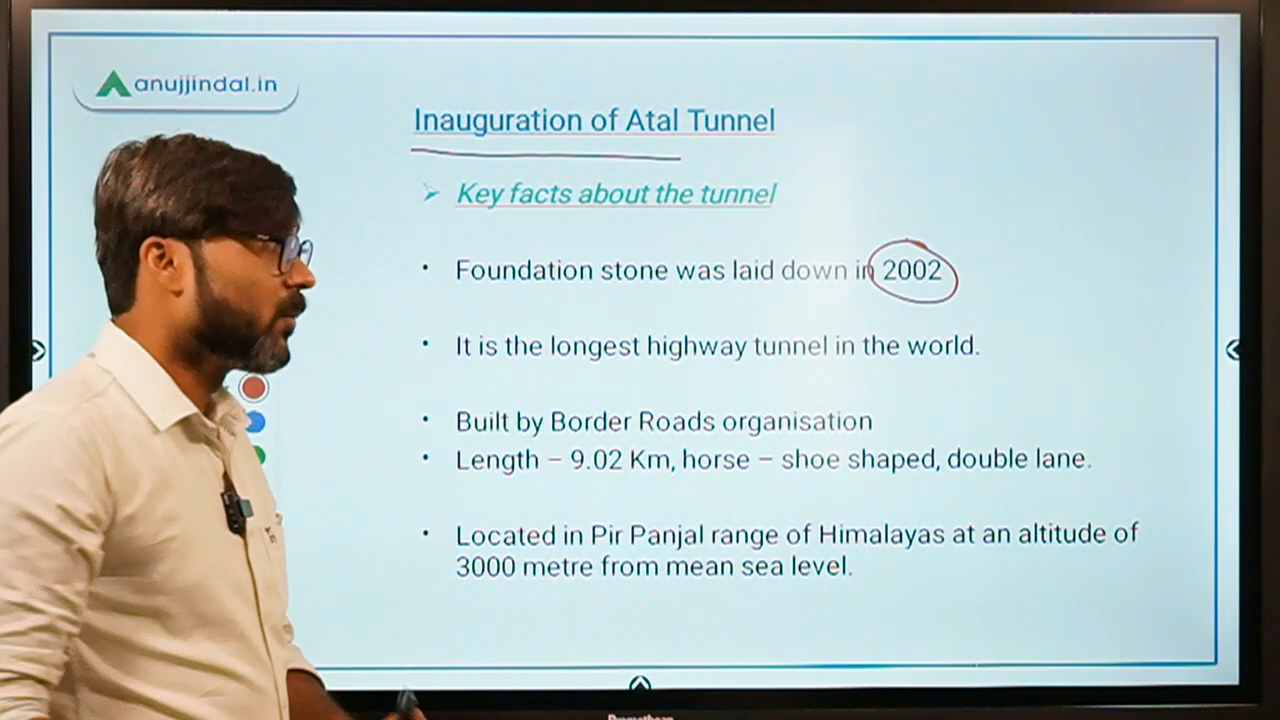 anujjindal.in
Inauguration of Atal Tunnel
Key facts about the tunnel
Foundation stone was laid down in 2002
It is the longest highway tunnel in the world.
Built by Border Roads organisation
Length – 9.02 Km, horse – shoe shaped, double lane.
Located in Pir Panjal range of Himalayas at an altitude of
3000 metre from mean sea level.